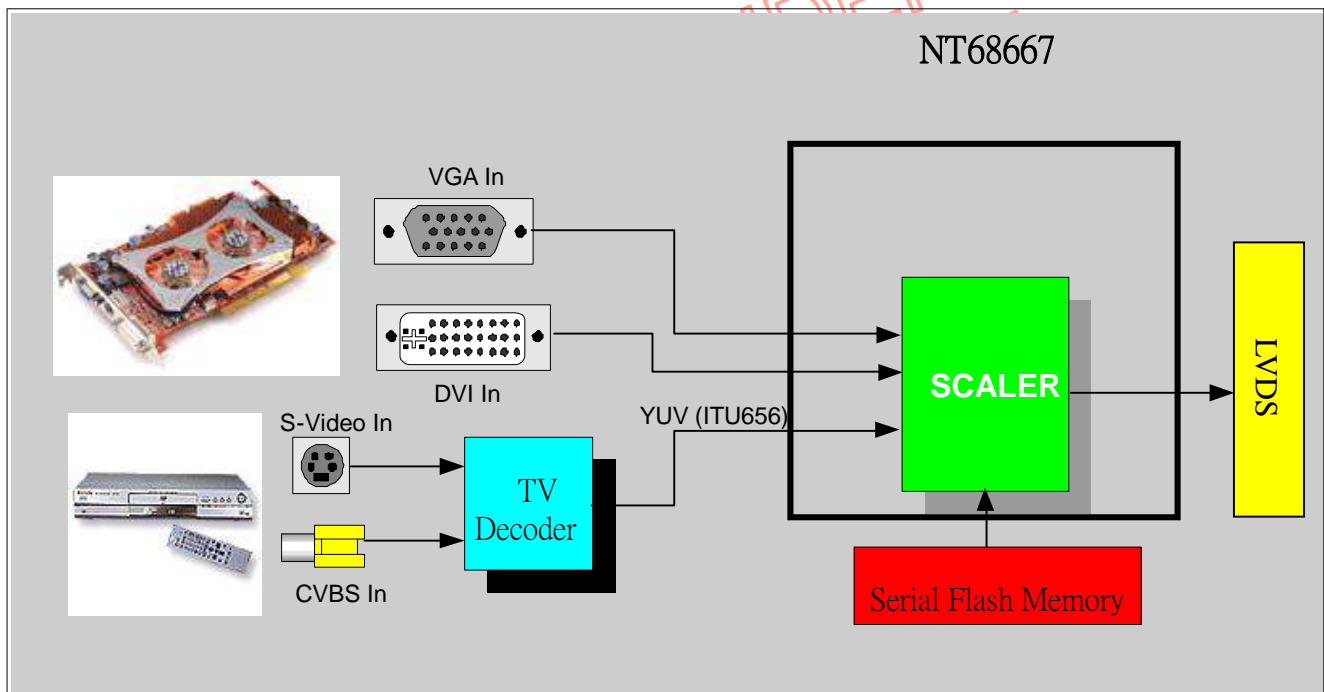 NT68667
VGA In
DVI In
S-Video In
CVBS In
TV
Decoder
YUV (ITU656)
SCALER
LVDS
Serial Flash Memory